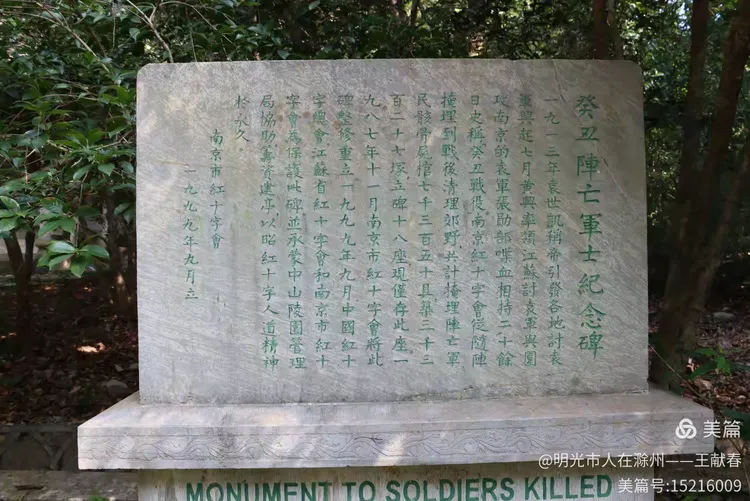 癸丑陣亡軍士紀念碑
一九一三年袁世凱稱帝引發各地討袁
軍興起七月黄興率領江蘇討袁軍與圍
攻南京的袁軍張勛部喋血相持二十餘
日史稱癸丑戰役南京紅十字會從隨陣
掩埋到戰後清理郊野共計掩埋陣亡軍
民骸骨屍棺七千三百五十具築三千三
百二十七塚立碑十八座現僅存此座一
九八七年十一月南京市紅十字會將此
碑整修重立一九九九年九月中國紅十
字總會江蘇省紅十字會和南京市紅十
字會爲保護此碑並承蒙中山陵園管理
局協助籌資建亭以昭紅十字人道精神
於永久
南京市紅十字會
一九九九年九月立
MONUMENT TO SOLDIERS KILLED
美篇
@明光市人在滁州一一王献春
美篇号:15216009